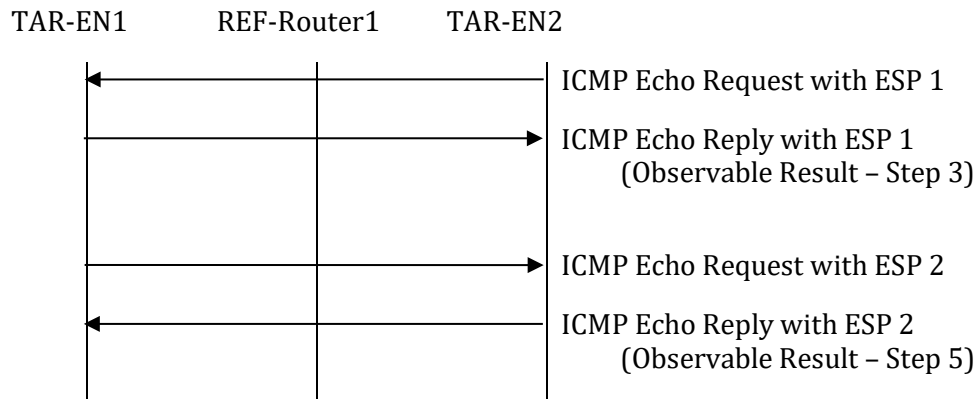 TAR-EN1 REF-Router1 TAR-EN2
ICMP Echo Request with ESP 1
ICMP Echo Reply with ESP 1
(Observable Result – Step 3)
ICMP Echo Request with ESP 2
ICMP Echo Reply with ESP 2
(Observable Result – Step 5)